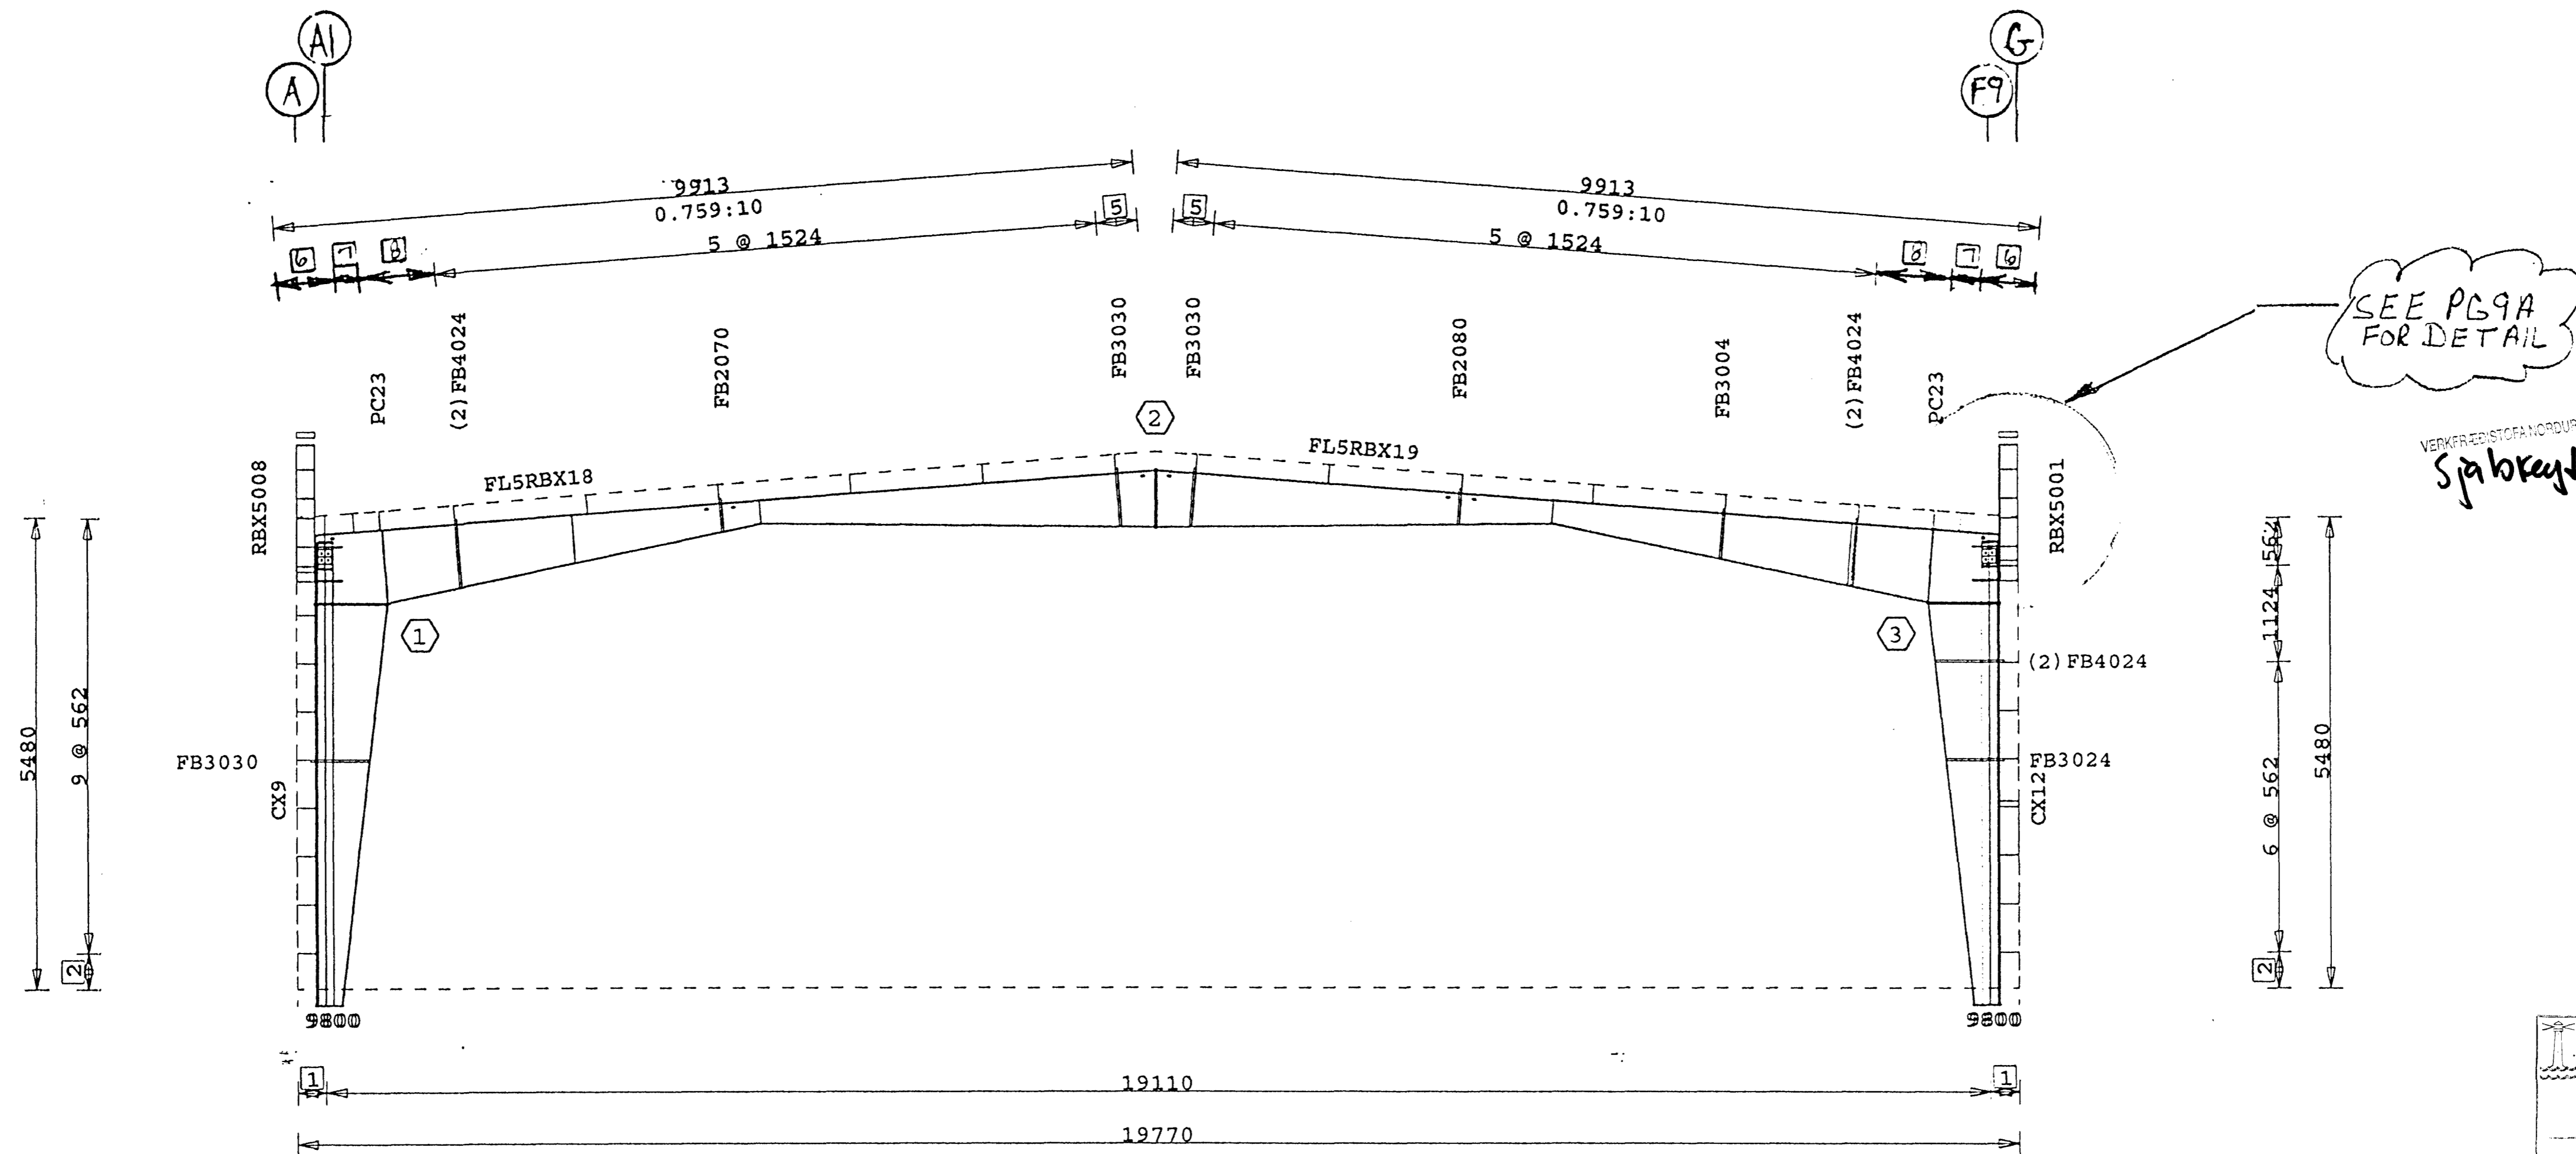 A1
A
G
F9
9913
0.759:10
5 @ 1524
5
6
7
8
9913
0.759:10
5 @ 1524
5
8
7
6
SEE PG9A
FOR DETAIL
PC23
(2)FB4024
FB2070
FB3030
FB3030
FB2080
FB3004
(2)FB4024
PC23
2
RBX5008
FL5RBX18
FL5RBX19
RBX5001
VERKFRÆÐISTOFA NORÐUR
1
3
(2)FB4024
FB3030
FB3024
CX9
CX12
5480
9 @ 562
2
562
1124
6 @ 562
2
5480
9800
9800
1
19110
1
19770